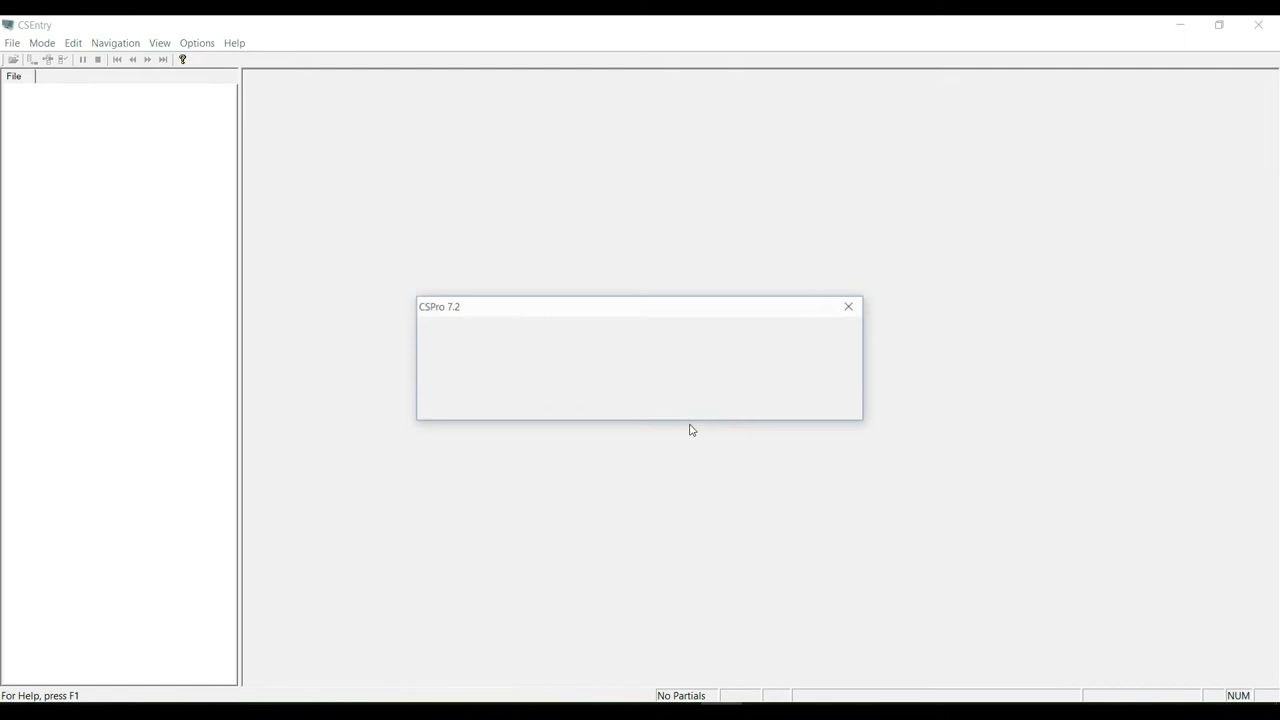 CSEntry
File Mode Edit Navigation View Options Help
File
CSPro 7.2
For Help, press F1
No Partials
NUM